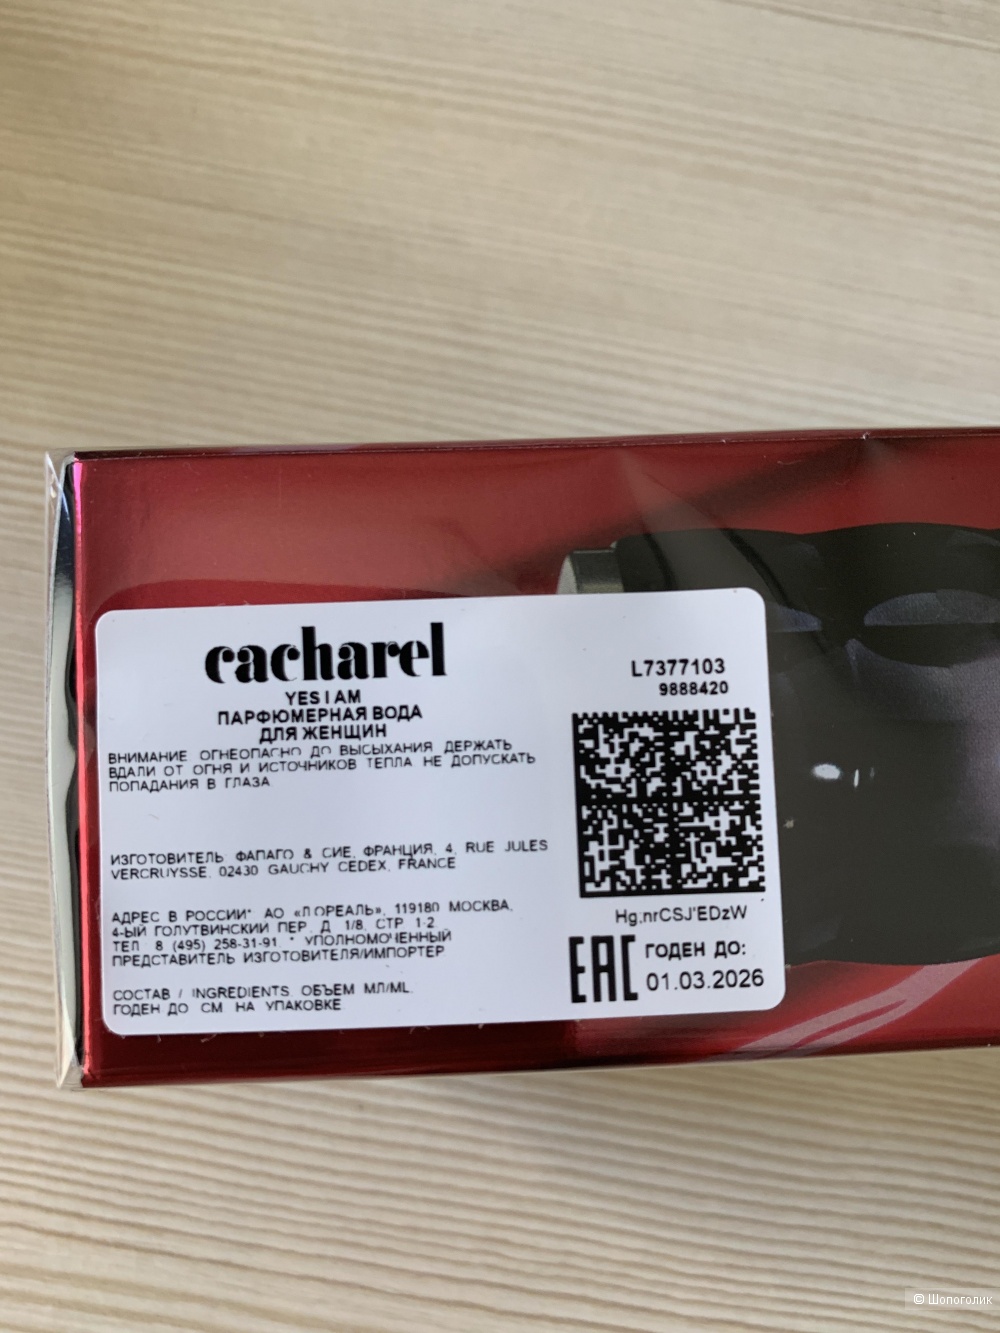 cacharel
YES I AM
ПАРФЮМЕРНАЯ ВОДА
ДЛЯ ЖЕНЩИН
ВНИМАНИЕ ОГНЕОПАСНО ДО ВЫСЫХАНИЯ ДЕРЖАТЬ
ВДАЛИ ОТ ОГНЯ И ИСТОЧНИКОВ ТЕПЛА НЕ ДОПУСКАТЬ
ПОПАДАНИЯ В ГЛАЗА
ИЗГОТОВИТЕЛЬ ФАПАГО & СИЕ, ФРАНЦИЯ, 4, RUE JULES
VERCRUYSSE, 02430 GAUCHY CEDEX, FRANCE
АДРЕС В РОССИИ* АО «Л ОРЕАЛЬ», 119180 МОСКВА,
4-ЫЙ ГОЛУТВИНСКИЙ ПЕР, Д 1/8, СТР 1-2
ТЕЛ 8 (495) 258-31-91 * УПОЛНОМОЧЕННЫЙ
ПРЕДСТАВИТЕЛЬ ИЗГОТОВИТЕЛЯ/ИМПОРТЕР
СОСТАВ / INGREDIENTS ОБЪЕМ МЛ/ML.
ГОДЕН ДО СМ НА УПАКОВКЕ
L7377103
9888420
Hg;nrCSJ'EDzW
EAC
ГОДЕН ДО:
01.03.2026
© Шопоголик